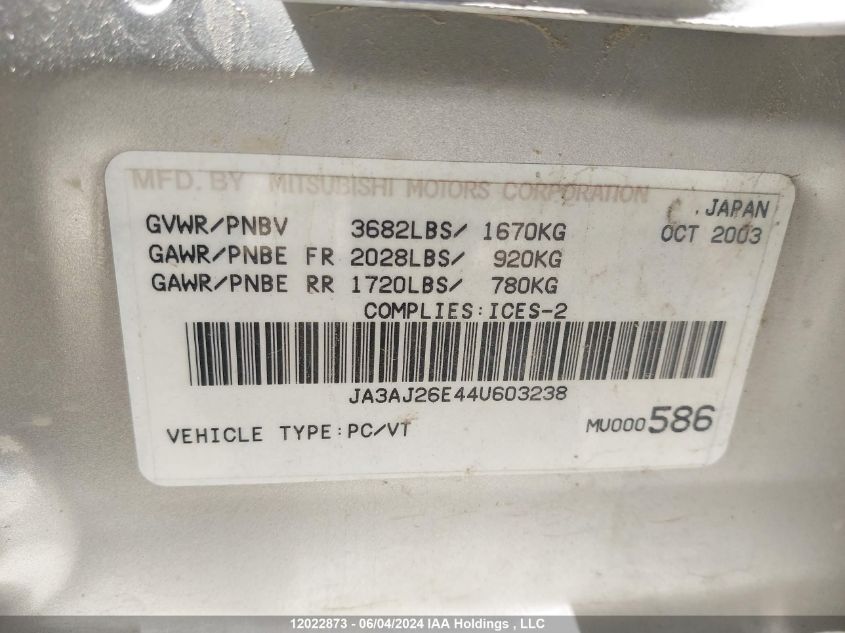 MFD. BY MITSUBISHI MOTORS CORPORATION
JAPAN
GVWR/PNBV 3682LBS/ 1670KG OCT 2003
GAWR/PNBE FR 2028LBS/ 920KG
GAWR/PNBE RR 1720LBS/ 780KG
COMPLIES:ICES-2
JA3AJ26E44U603238
VEHICLE TYPE:PC/VT MU000586
12022873 - 06/04/2024 IAA Holdings , LLC